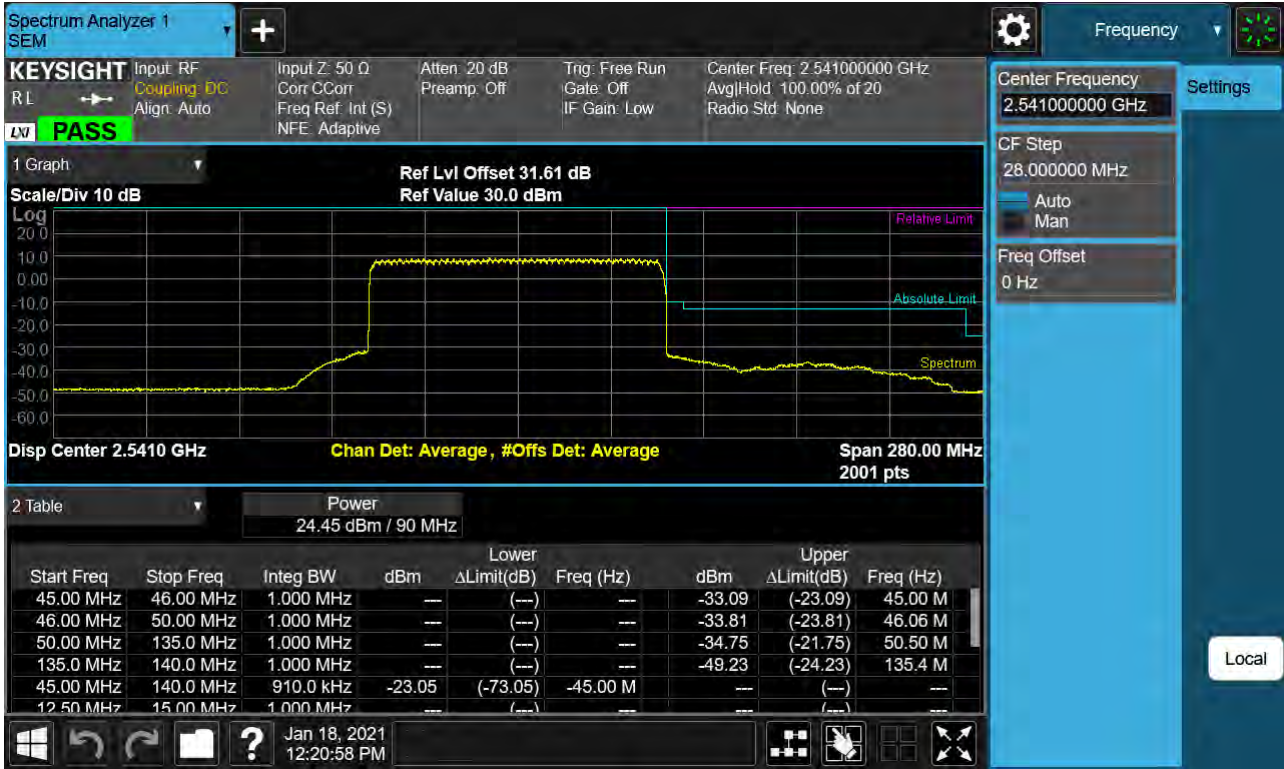 Spectrum Analyzer 1
SEM
Frequency
KEYSIGHT
Input: RF
Coupling: DC
Align: Auto
Input Z: 50 Ω
Corr CCorr
Freq Ref: Int (S)
NFE: Adaptive
Atten: 20 dB
Preamp: Off
Trig: Free Run
Gate: Off
IF Gain: Low
Center Freq: 2.541000000 GHz
Avg|Hold: 100.00% of 20
Radio Std: None
R L
LXI PASS
Center Frequency
2.541000000 GHz
Settings
CF Step
28.000000 MHz
Auto
Man
Freq Offset
0 Hz
1 Graph
Scale/Div 10 dB
Ref Lvl Offset 31.61 dB
Ref Value 30.0 dBm
Log
20.0
10.0
0.00
-10.0
-20.0
-30.0
-40.0
-50.0
-60.0
Relative Limit
Absolute Limit
Spectrum
Disp Center 2.5410 GHz
Chan Det: Average, #Offs Det: Average
Span 280.00 MHz
2001 pts
2 Table
Power
24.45 dBm / 90 MHz
Lower Upper
Start Freq Stop Freq Integ BW dBm ΔLimit(dB) Freq (Hz) dBm ΔLimit(dB) Freq (Hz)
45.00 MHz 46.00 MHz 1.000 MHz --- (---) --- -33.09 (-23.09) 45.00 M
46.00 MHz 50.00 MHz 1.000 MHz --- (---) --- -33.81 (-23.81) 46.06 M
50.00 MHz 135.0 MHz 1.000 MHz --- (---) --- -34.75 (-21.75) 50.50 M
135.0 MHz 140.0 MHz 1.000 MHz --- (---) --- -49.23 (-24.23) 135.4 M
45.00 MHz 140.0 MHz 910.0 kHz -23.05 (-73.05) -45.00 M --- (---) ---
12.50 MHz 15.00 MHz 1.000 MHz --- (---) --- --- (---) ---
Local
?
Jan 18, 2021
12:20:58 PM